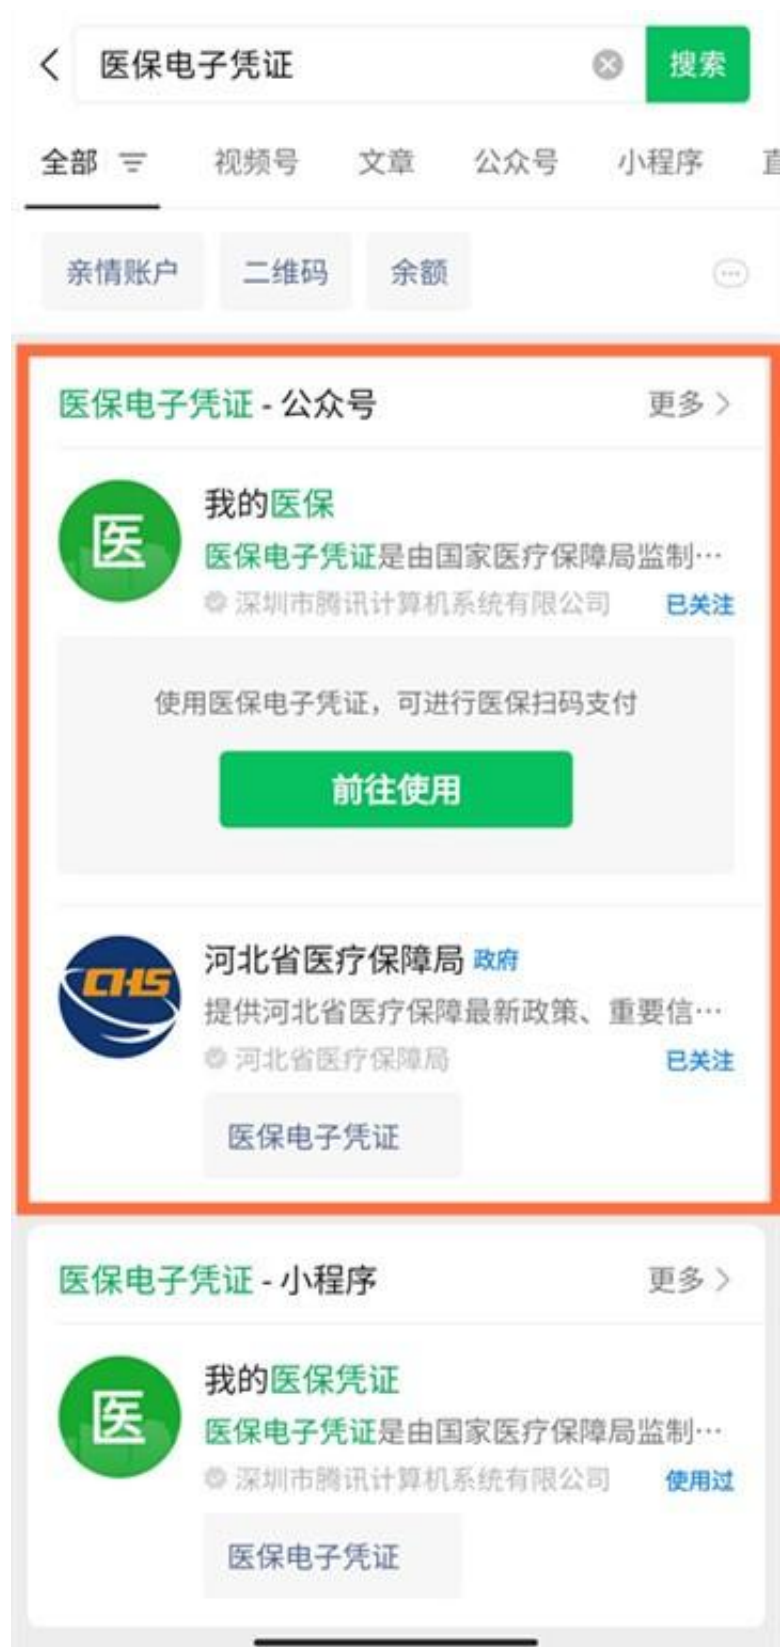 医保电子凭证
搜索
全部 视频号 文章 公众号 小程序
亲情账户 二维码 余额
医保电子凭证 - 公众号 更多
医
我的医保
医保电子凭证是由国家医疗保障局监制…
深圳市腾讯计算机系统有限公司 已关注
使用医保电子凭证，可进行医保扫码支付
前往使用
CHS
河北省医疗保障局 政府
提供河北省医疗保障最新政策、重要信…
河北省医疗保障局 已关注
医保电子凭证
医保电子凭证 - 小程序 更多
医
我的医保凭证
医保电子凭证是由国家医疗保障局监制…
深圳市腾讯计算机系统有限公司 使用过
医保电子凭证